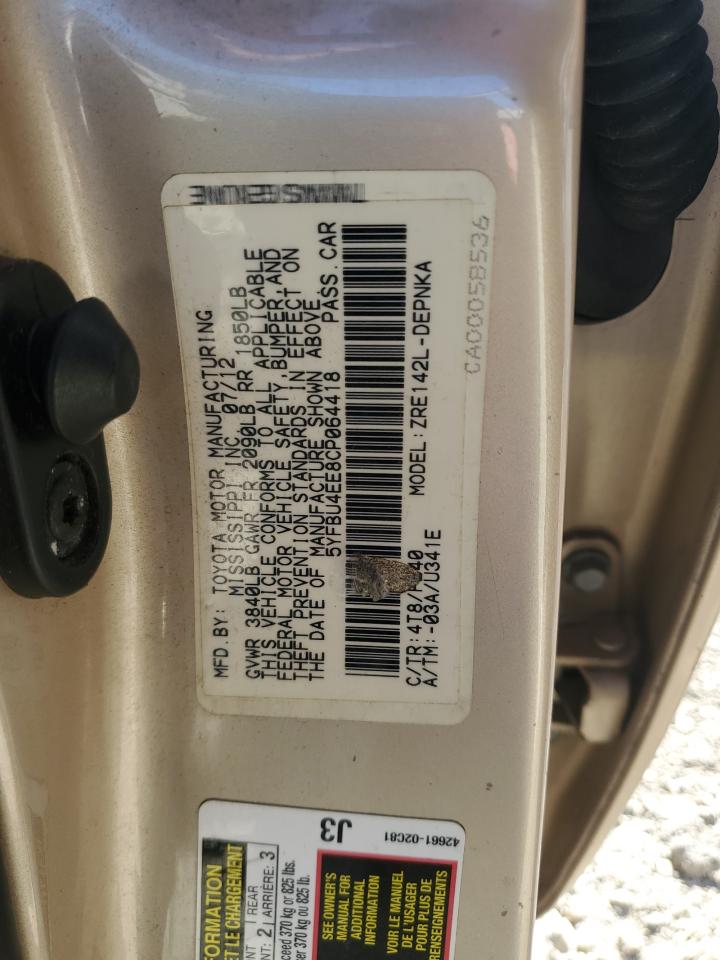 MFD.BY: TOYOTA MOTOR MANUFACTURING
MISSISSIPPI INC. 07/12
GVWR 3840LB GAWR FR 2090LB RR 1850LB
THIS VEHICLE CONFORMS TO ALL APPLICABLE
FEDERAL MOTOR VEHICLE SAFETY,BUMPER,AND
THEFT PREVENTION STANDARDS IN EFFECT ON
THE DATE OF MANUFACTURE SHOWN ABOVE.
5YFBU4EE8CP064418 PASS.CAR
C/TR:4T8/ 40 MODEL:ZRE142L-DEPNKA
A/TM:-03A/U341E
CA00058536
J3
42661-02C81
ET LE CHARGEMENT
2 REAR ARRIÈRE: 3
370 kg or 825 lbs.
370 kg ou 825 lb.
SEE OWNER'S
MANUAL FOR
ADDITIONAL
INFORMATION
VOIR LE MANUEL
DE L'USAGER
POUR PLUS DE
RENSEIGNEMENTS